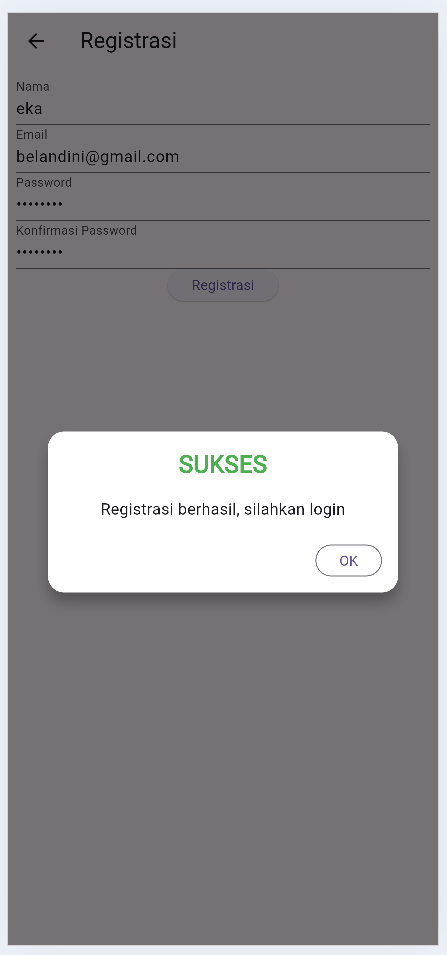 Registrasi
Nama
eka
Email
belandini@gmail.com
Password
••••••••
Konfirmasi Password
••••••••
Registrasi
SUKSES
Registrasi berhasil, silahkan login
OK